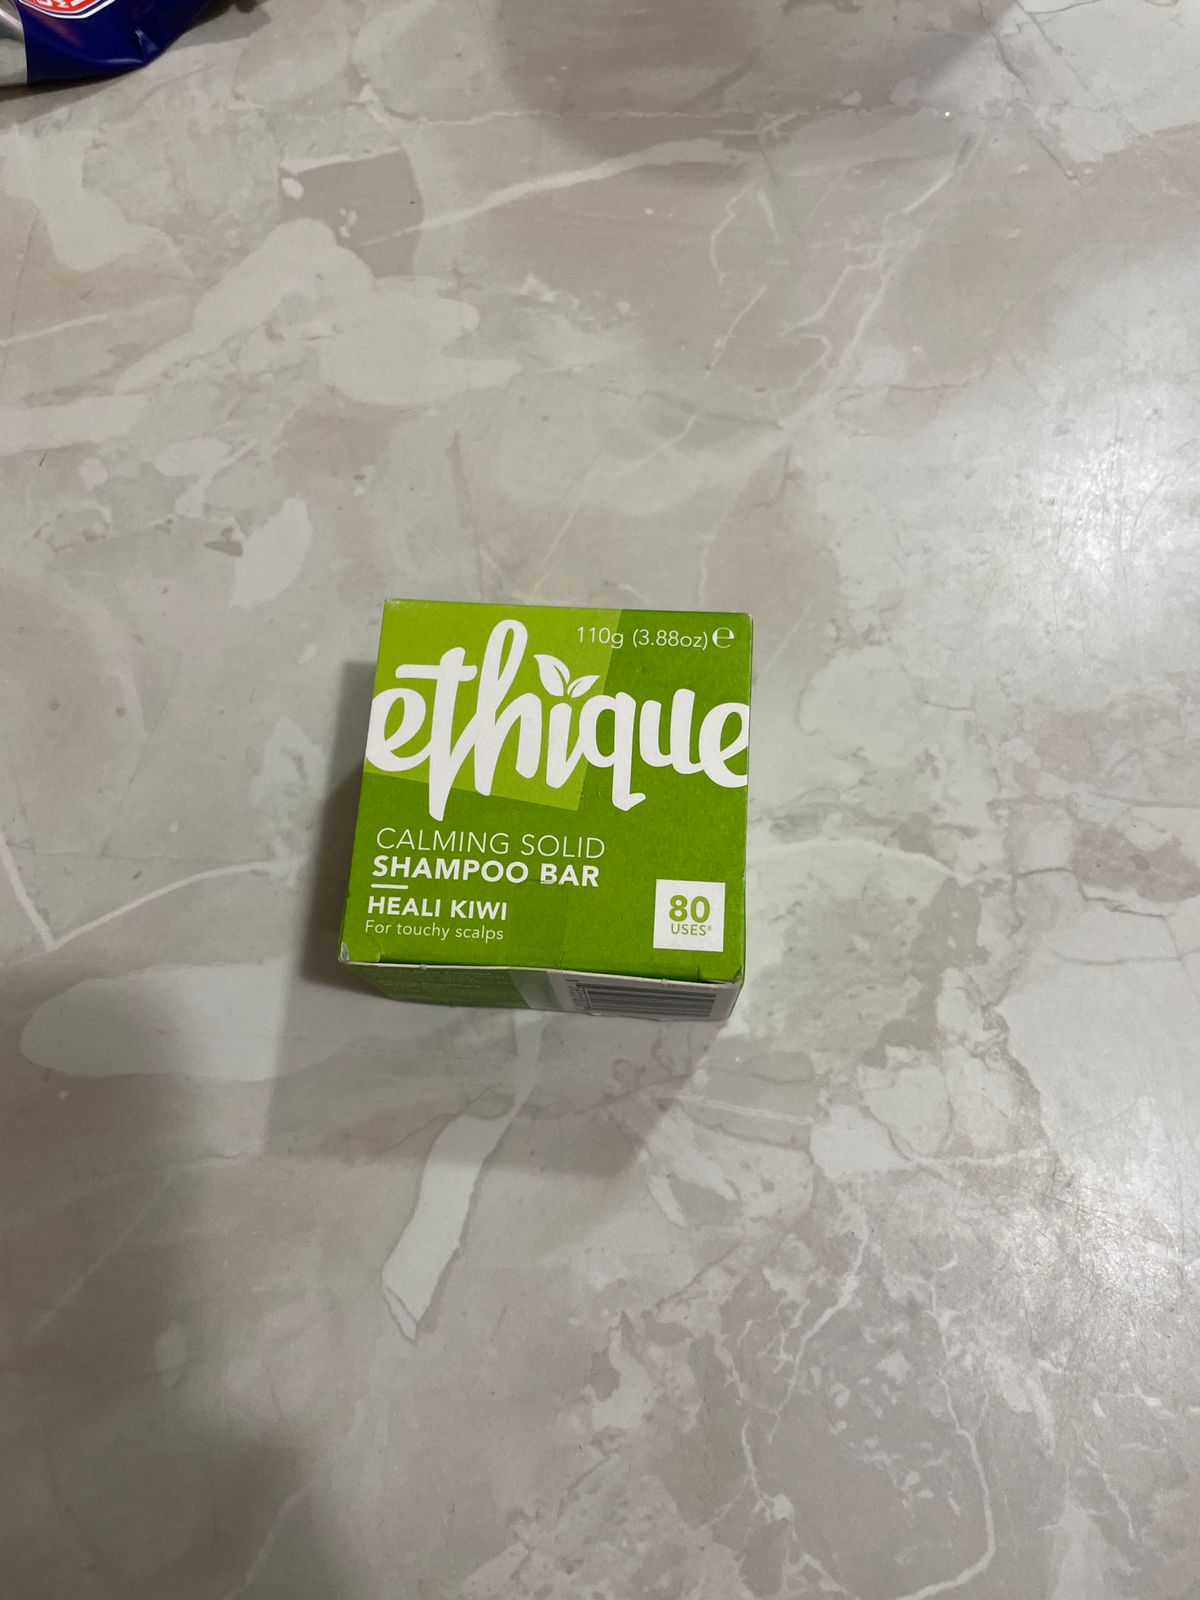 110g (3.88oz) ℮
ethique
CALMING SOLID
SHAMPOO BAR
HEALI KIWI
For touchy scalps
80
USES#